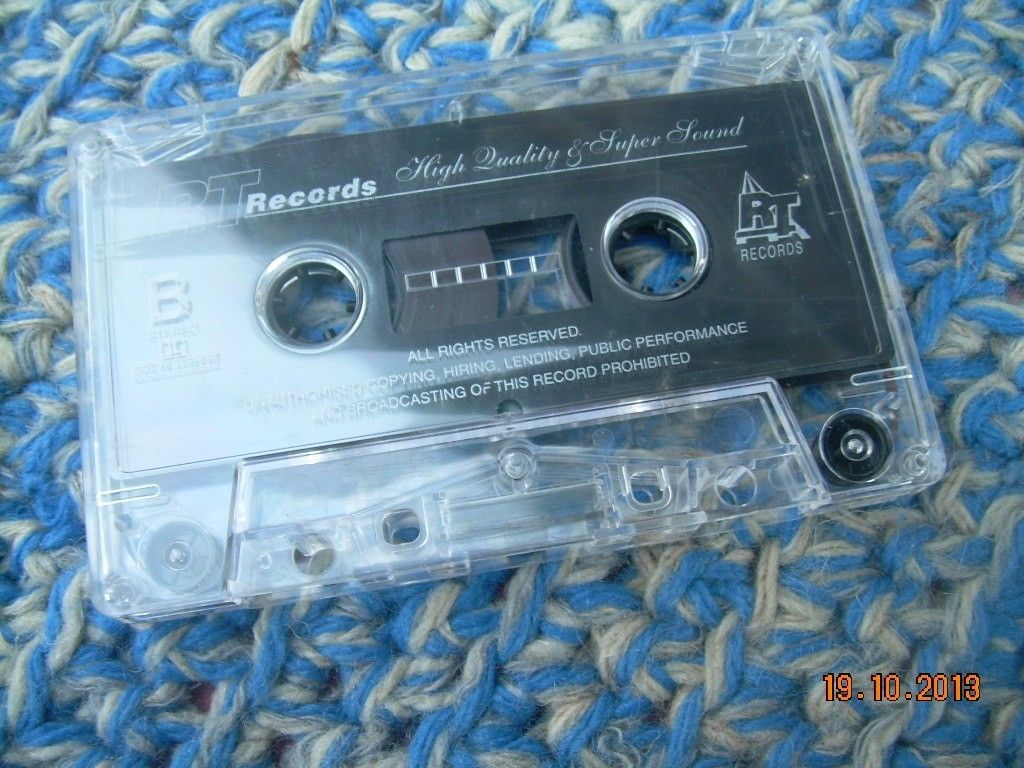 RT Records High Quality & Super Sound
RT
RECORDS
B
STEREO
ALL RIGHTS RESERVED.
UNAUTHORISED COPYING, HIRING, LENDING, PUBLIC PERFORMANCE
AND BROADCASTING OF THIS RECORD PROHIBITED
19.10.2013